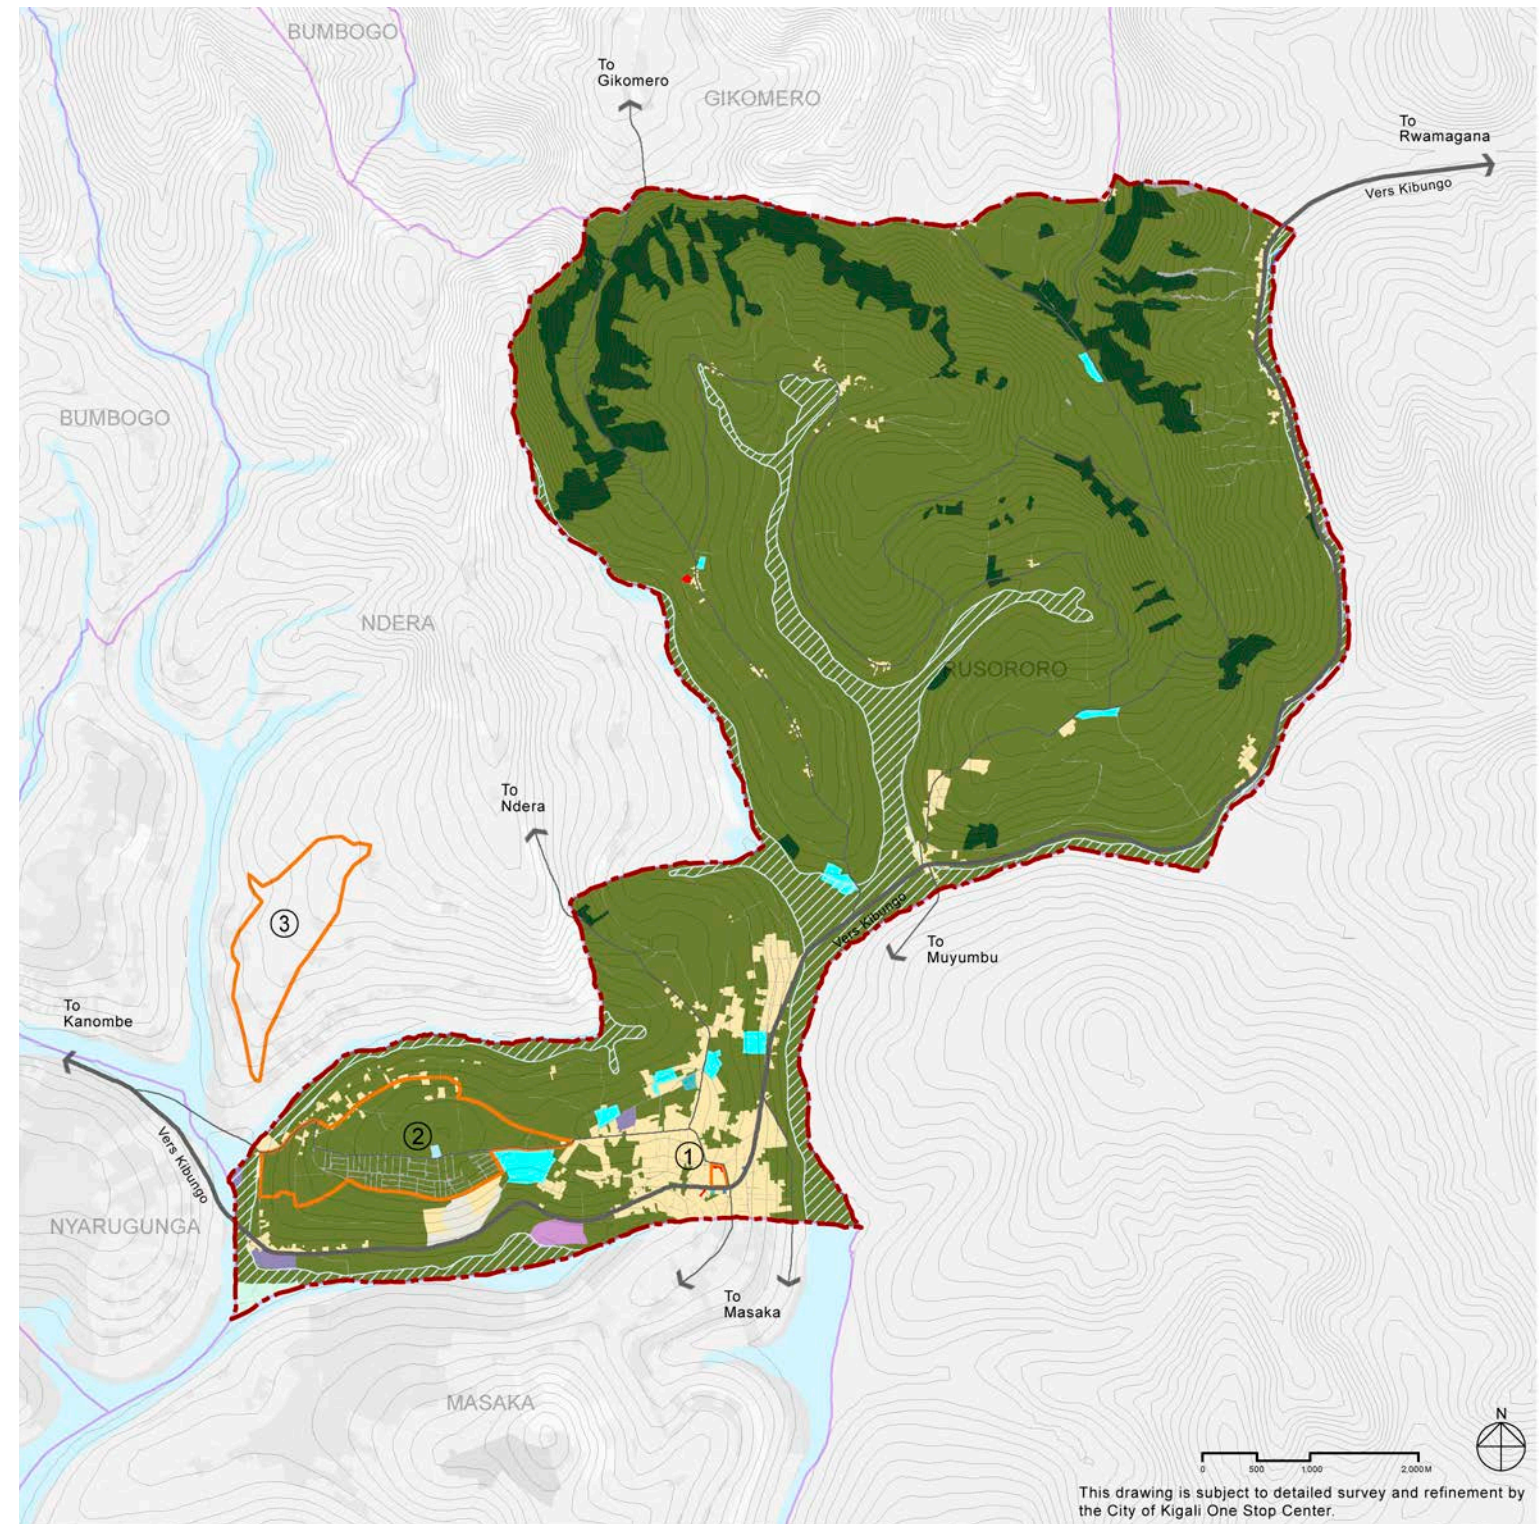 BUMBOGO
To
Gikomero
GIKOMERO
To
Rwamagana
Vers Kibungo
BUMBOGO
NDERA
RUSORORO
To
Ndera
3
Vers Kibungo
To
Muyumbu
To
Kanombe
Vers Kibungo
2
1
NYARUGUNGA
To
Masaka
MASAKA
N
0 500 1,000 2,000M
This drawing is subject to detailed survey and refinement by
the City of Kigali One Stop Center.